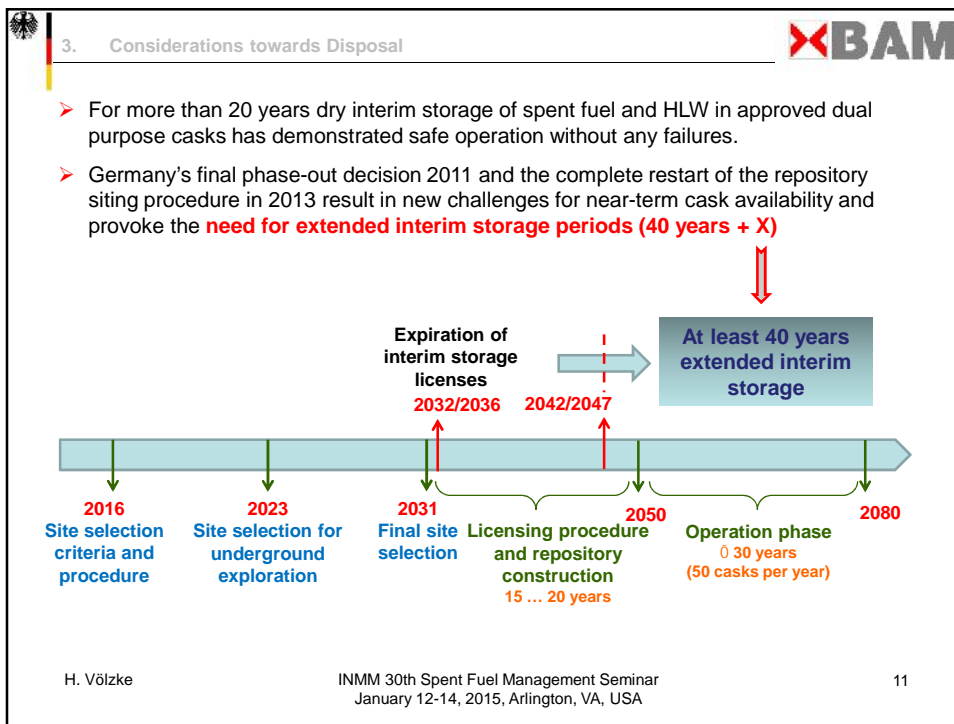 3. Considerations towards Disposal
BAM
➢ For more than 20 years dry interim storage of spent fuel and HLW in approved dual
purpose casks has demonstrated safe operation without any failures.
➢ Germany's final phase-out decision 2011 and the complete restart of the repository
siting procedure in 2013 result in new challenges for near-term cask availability and
provoke the need for extended interim storage periods (40 years + X)
Expiration of
interim storage
licenses
2032/2036
2042/2047
At least 40 years
extended interim
storage
2016
Site selection
criteria and
procedure
2023
Site selection for
underground
exploration
2031
Final site
selection
Licensing procedure
and repository
construction
15 … 20 years
2050
Operation phase
Ô 30 years
(50 casks per year)
2080
H. Völzke
INMM 30th Spent Fuel Management Seminar
January 12-14, 2015, Arlington, VA, USA
11